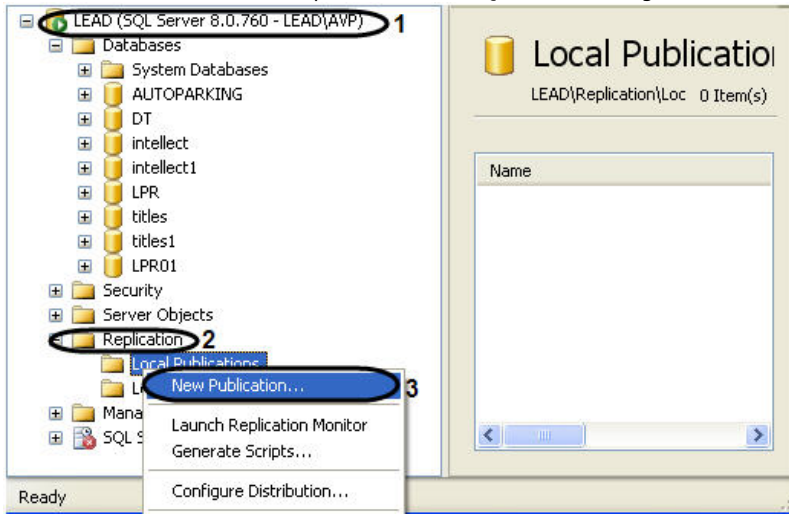 LEAD (SQL Server 8.0.760 - LEAD\AVP) 1
Databases
System Databases
AUTOPARKING
DT
intellect
intellect1
LPR
titles
titles1
LPR01
Security
Server Objects
Replication 2
Local Publications
New Publication... 3
Launch Replication Monitor
Generate Scripts...
Configure Distribution...
Mana
SQL S
Ready
Local Publication
LEAD\Replication\Loc 0 Item(s)
Name